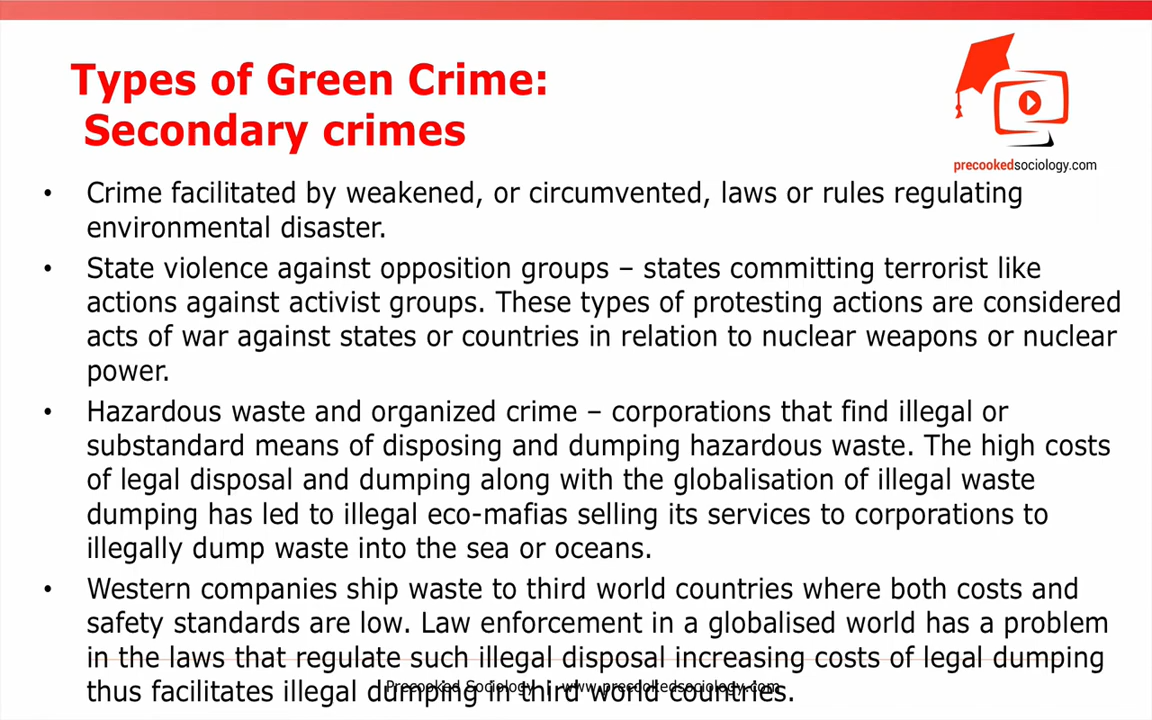 Types of Green Crime:
Secondary crimes
precookedsociology.com
• Crime facilitated by weakened, or circumvented, laws or rules regulating
environmental disaster.
• State violence against opposition groups – states committing terrorist like
actions against activist groups. These types of protesting actions are considered
acts of war against states or countries in relation to nuclear weapons or nuclear
power.
• Hazardous waste and organized crime – corporations that find illegal or
substandard means of disposing and dumping hazardous waste. The high costs
of legal disposal and dumping along with the globalisation of illegal waste
dumping has led to illegal eco-mafias selling its services to corporations to
illegally dump waste into the sea or oceans.
• Western companies ship waste to third world countries where both costs and
safety standards are low. Law enforcement in a globalised world has a problem
in the laws that regulate such illegal disposal increasing costs of legal dumping
thus facilitates illegal dumping in third world countries.
Precooked Sociology | www.precookedsociology.com